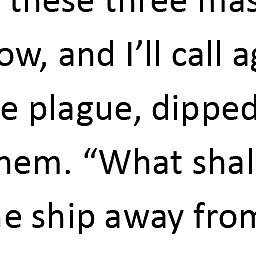 these three mas
ow, and I’ll call ag
e plague, dipped
hem. “What shal
e ship away from